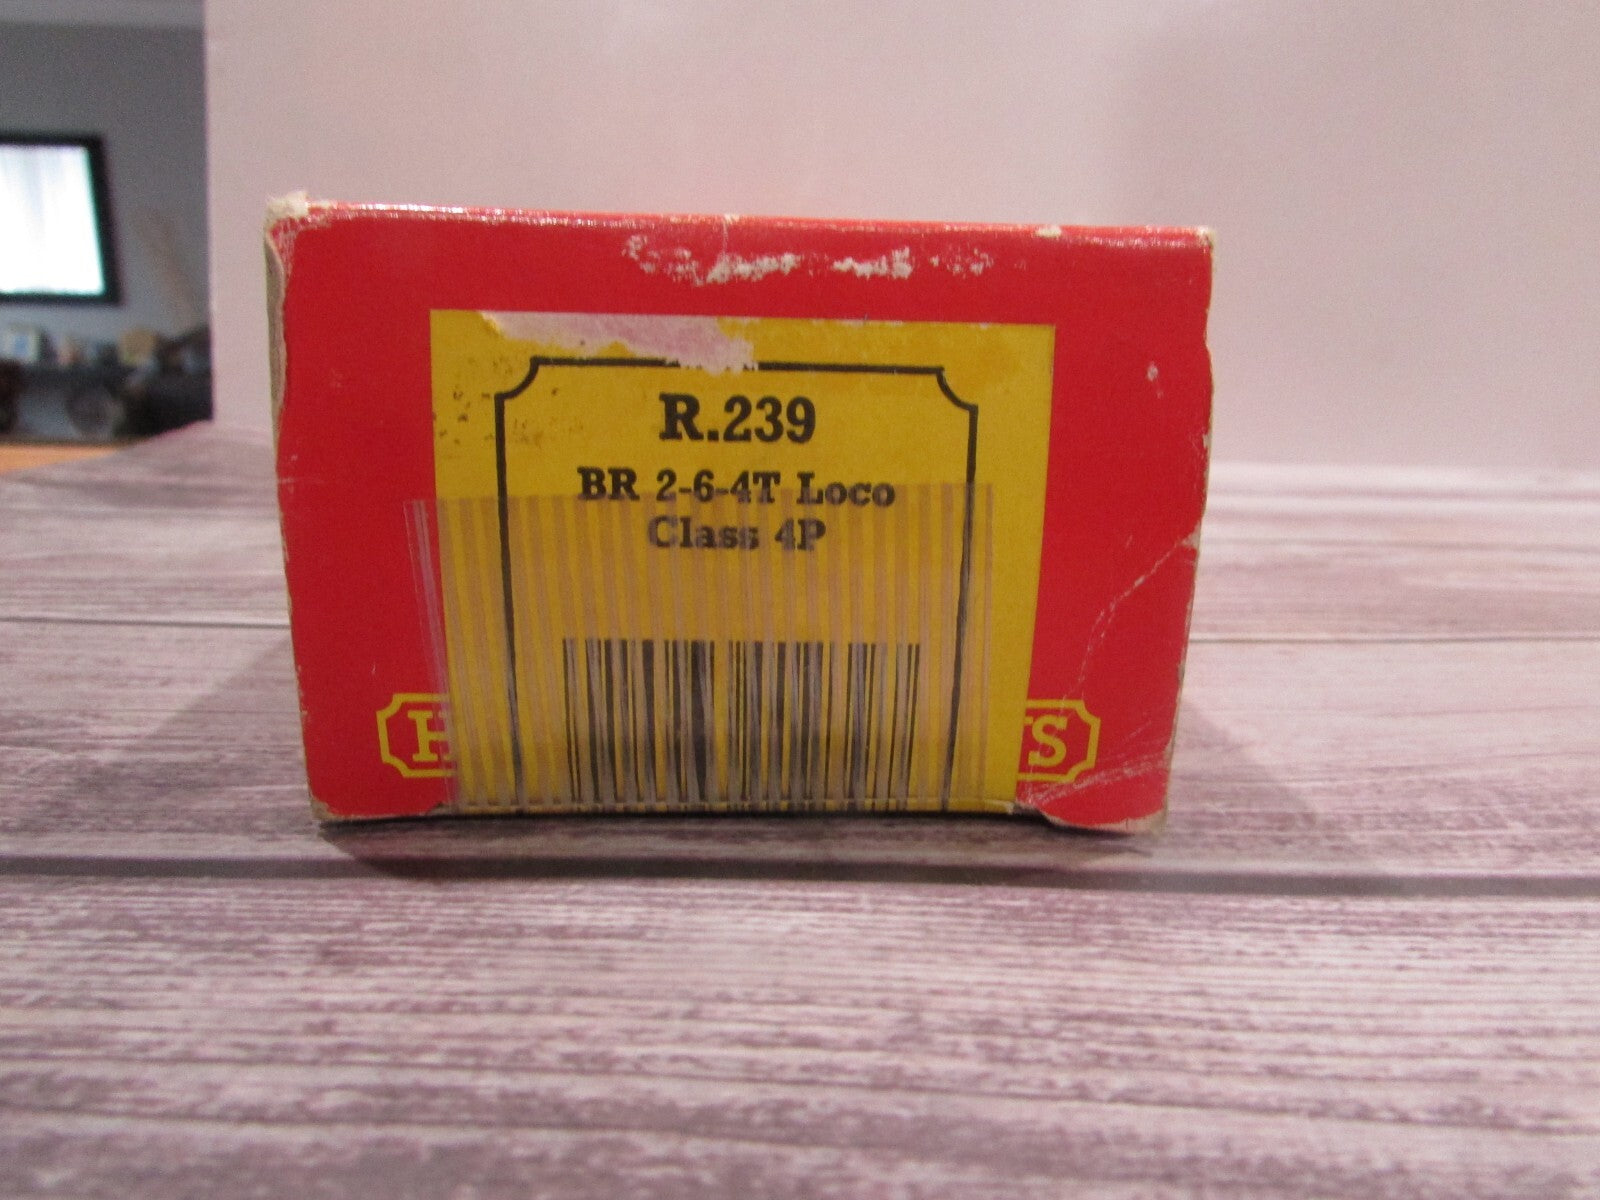 R.239
BR 2-6-4T Loco
Class 4P